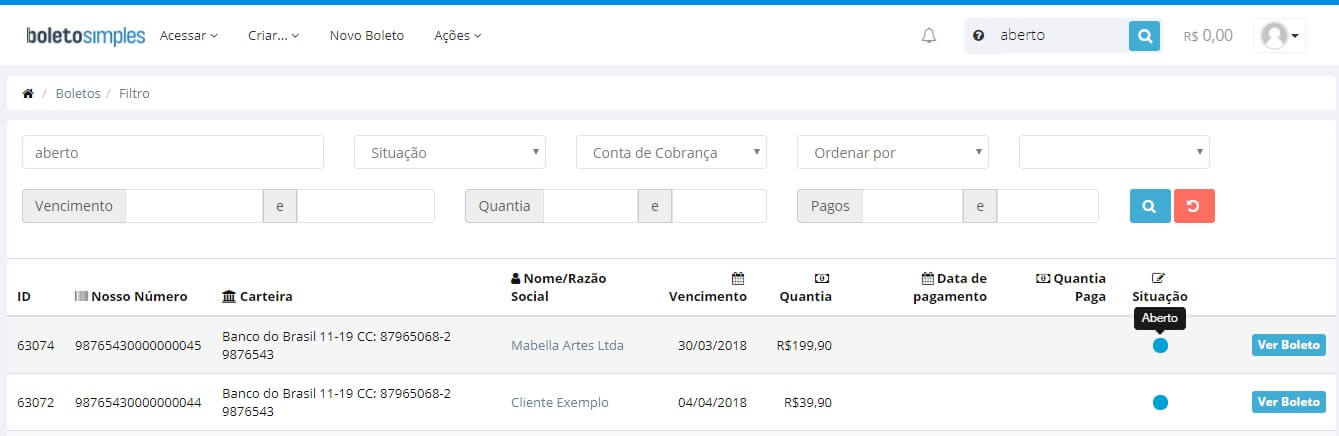 boletosimples Acessar Criar... Novo Boleto Ações aberto R$ 0,00
/ Boletos / Filtro
aberto Situação Conta de Cobrança Ordenar por
Vencimento e Quantia e Pagos e
ID Nosso Número Carteira Nome/Razão Social Vencimento Quantia Data de pagamento Quantia Paga Situação
Aberto
63074 98765430000000045 Banco do Brasil 11-19 CC: 87965068-2 9876543 Mabella Artes Ltda 30/03/2018 R$199,90 Ver Boleto
63072 98765430000000044 Banco do Brasil 11-19 CC: 87965068-2 9876543 Cliente Exemplo 04/04/2018 R$39,90 Ver Boleto